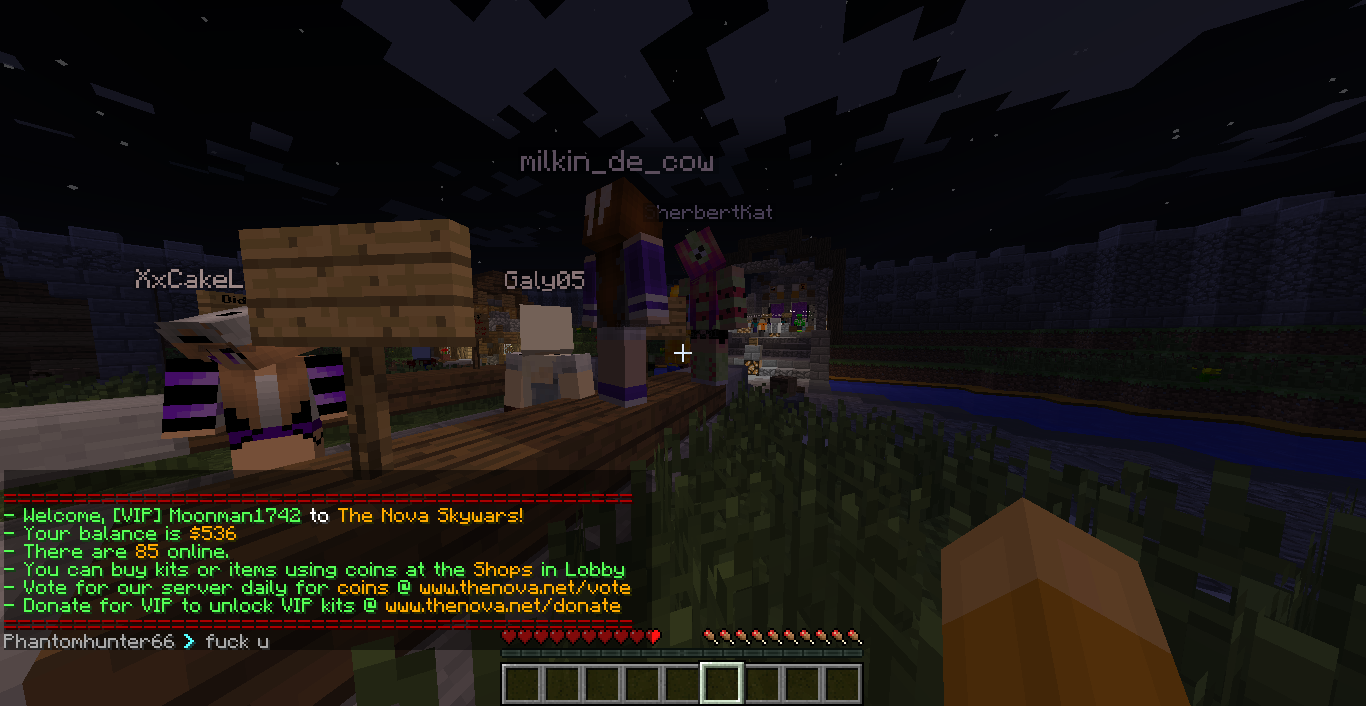 milkin_de_cow
SherbertKat
XxCakeL
Galy05
Did
- Welcome, [VIP] Moonman1742 to The Nova Skywars!
- Your balance is $536
- There are 85 online.
- You can buy kits or items using coins at the Shops in Lobby
- Vote for our server daily for coins @ www.thenova.net/vote
- Donate for VIP to unlock VIP kits @ www.thenova.net/donate
Phantomhunter66 > fuck u